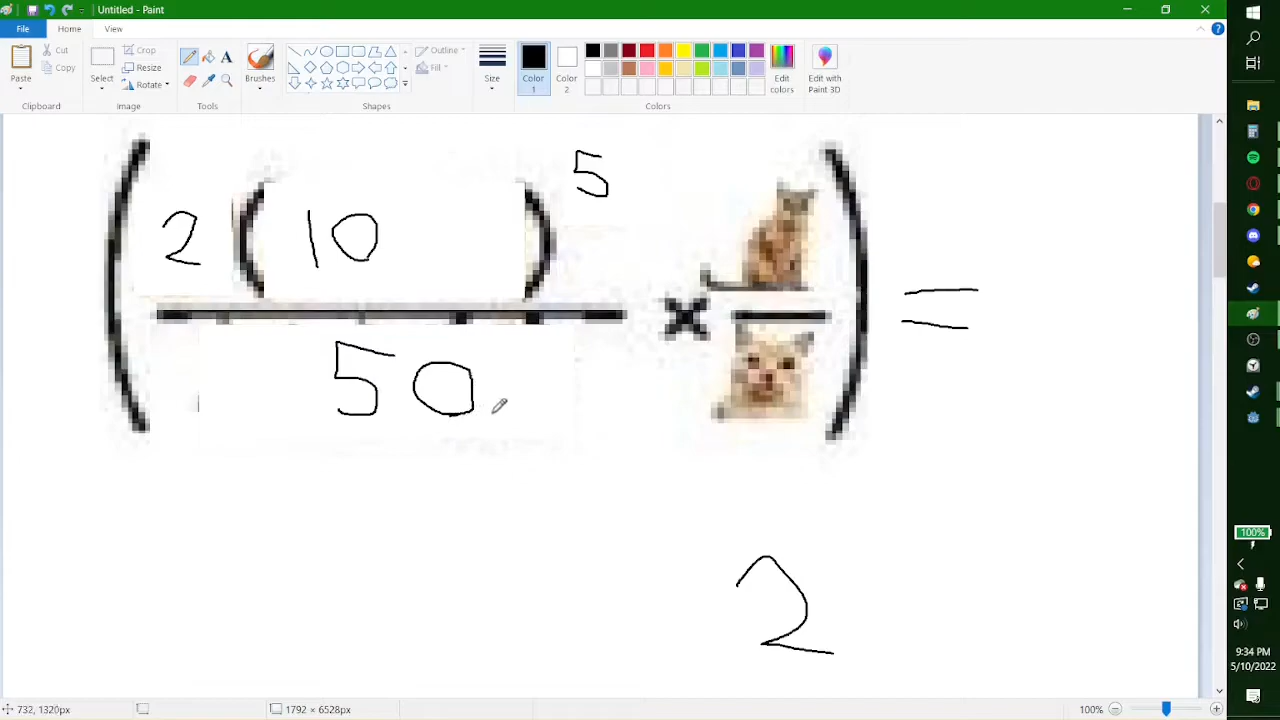 Untitled - Paint
File Home View
Paste Cut Copy Clipboard
Select Crop Resize Rotate Image
Tools
Brushes
Outline Fill Shapes
Size
Color 1 Color 2 Edit colors Colors
Edit with Paint 3D
5
2 ( 10 )
( × ) =
50
2
732, 1320px 1792 × 6528px 100%
100%
9:34 PM
5/10/2022